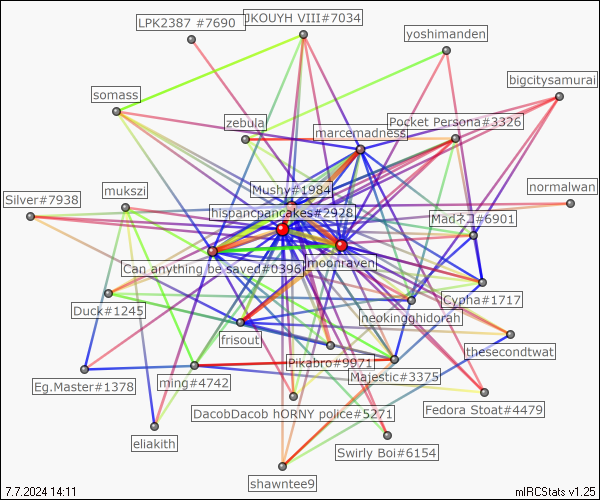 LPK2387 #7690
JKOUYH VIII#7034
yoshimanden
bigcitysamurai
somass
zebula
Pocket Persona#3326
marcemadness
mukszi
Mushy#1984
normalwan
Silver#7938
hispancpancakes#2928
Madネコ#6901
moonraven
Can anything be saved#0396
Cypha#1717
Duck#1245
neokingghidorah
frisout
thesecondtwat
Pikabro#9971
Majestic#3375
Eg.Master#1378
ming#4742
DacobDacob hORNY police#5271
Fedora Stoat#4479
eliakith
Swirly Boi#6154
shawntee9
7.7.2024 14:11
mIRCStats v1.25